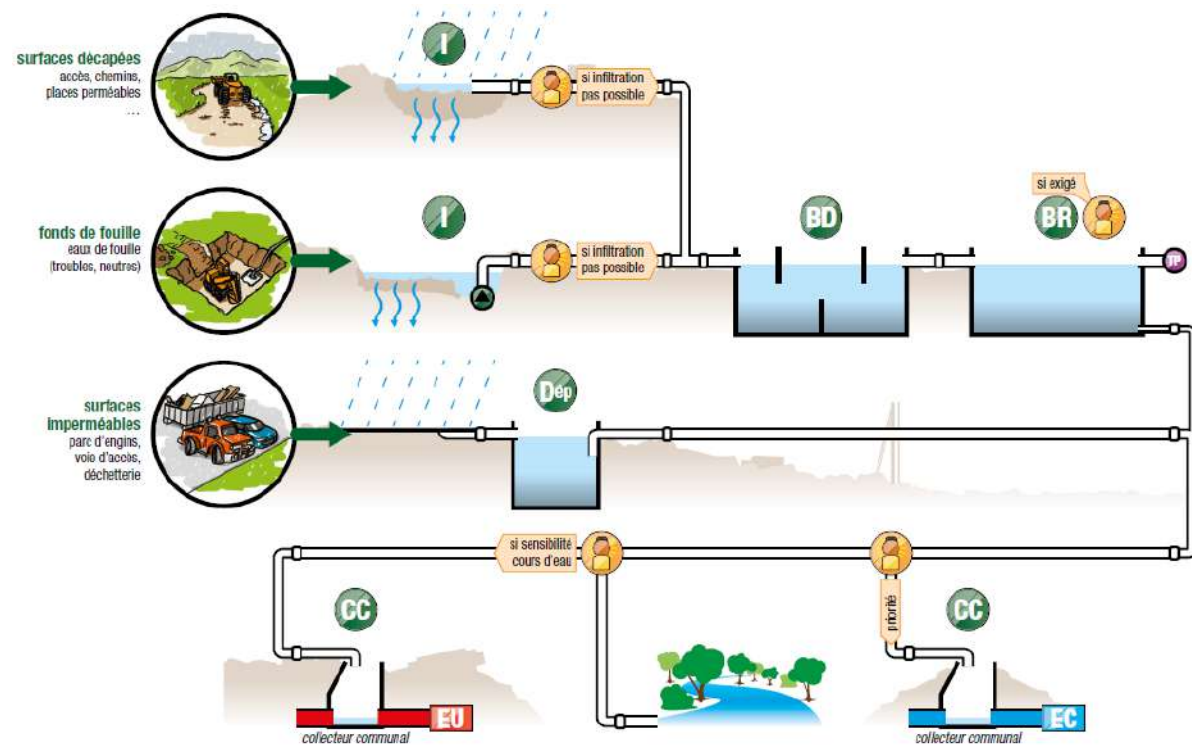 surfaces décapées
accès, chemins,
places perméables
...
I
si infiltration
pas possible
fonds de fouille
eaux de fouille
(troubles, neutres)
I
si infiltration
pas possible
BD
si exigé
BR
TP
surfaces
imperméables
parc d'engins,
voie d'accès,
déchetterie
Dép
si sensibilité
cours d'eau
priorité
CC
EU
collecteur communal
CC
EC
collecteur communal